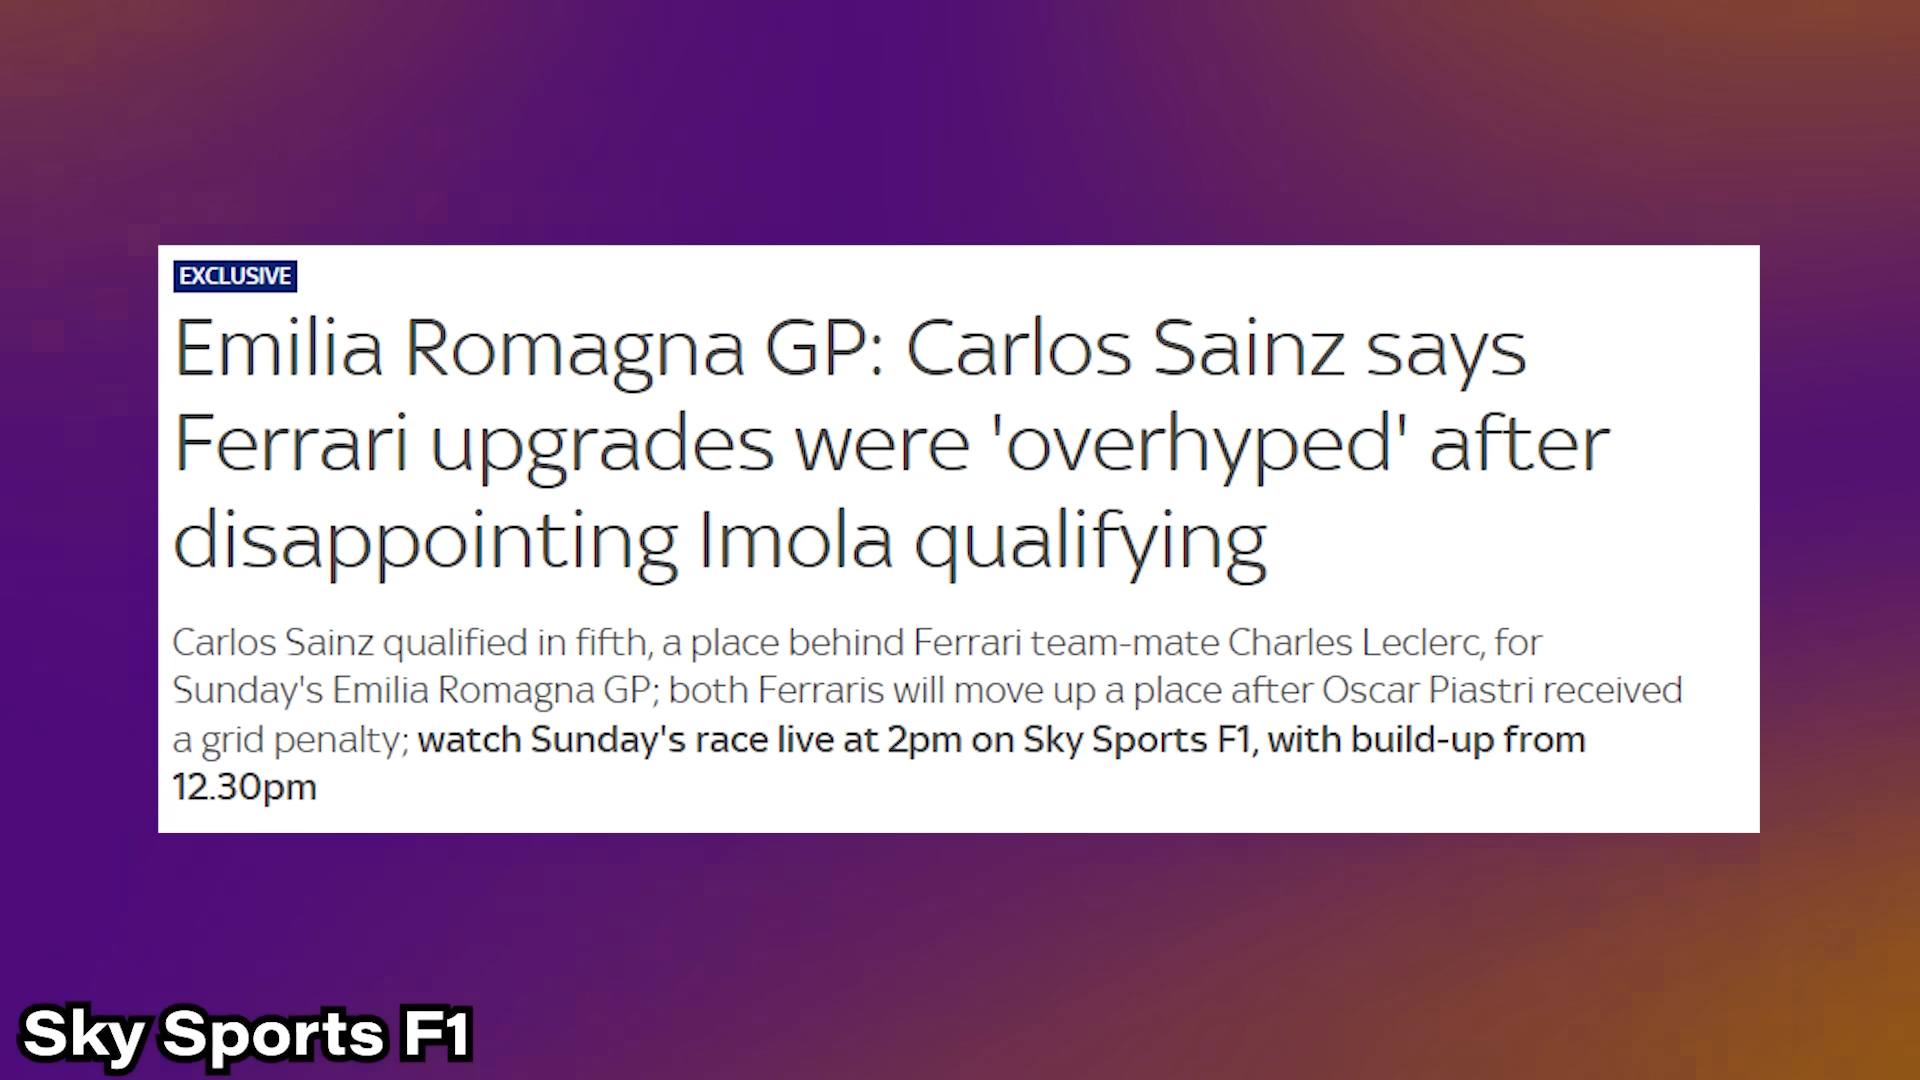 EXCLUSIVE
Emilia Romagna GP: Carlos Sainz says
Ferrari upgrades were 'overhyped' after
disappointing Imola qualifying
Carlos Sainz qualified in fifth, a place behind Ferrari team-mate Charles Leclerc, for
Sunday's Emilia Romagna GP; both Ferraris will move up a place after Oscar Piastri received
a grid penalty; watch Sunday's race live at 2pm on Sky Sports F1, with build-up from
12.30pm
Sky Sports F1